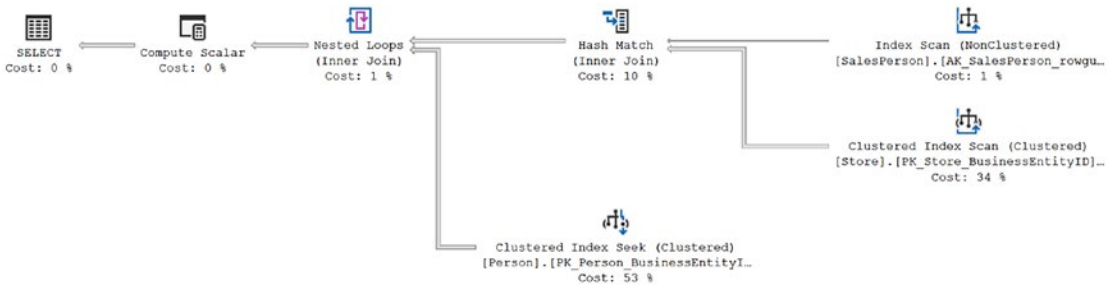 SELECT
Cost: 0 %
Compute Scalar
Cost: 0 %
Nested Loops
(Inner Join)
Cost: 1 %
Hash Match
(Inner Join)
Cost: 10 %
Index Scan (NonClustered)
[SalesPerson].[AK_SalesPerson_rowgu…
Cost: 1 %
Clustered Index Scan (Clustered)
[Store].[PK_Store_BusinessEntityID]…
Cost: 34 %
Clustered Index Seek (Clustered)
[Person].[PK_Person_BusinessEntityI…
Cost: 53 %